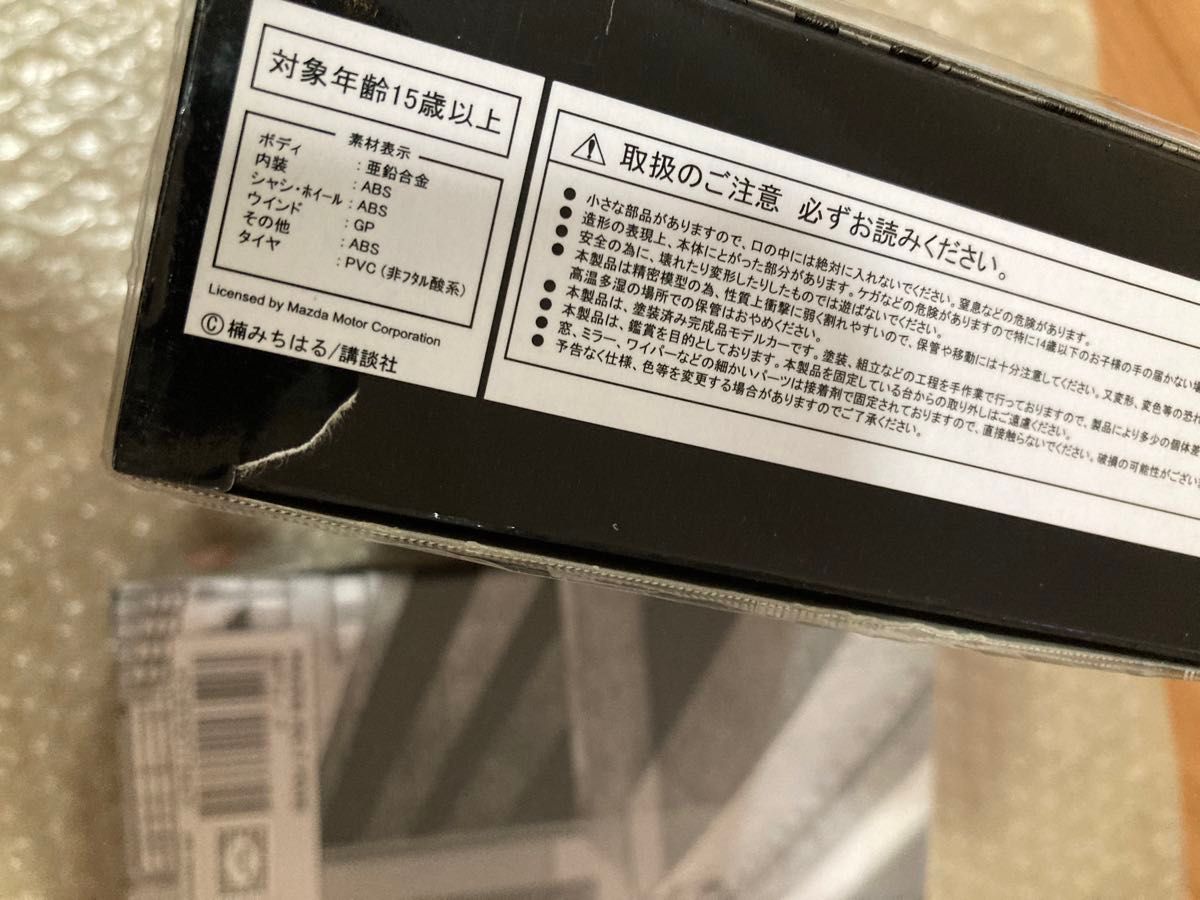 対象年齢15歳以上
素材表示
ボディ : 亜鉛合金
内装 : ABS
シャシ・ホイール : ABS
ウインド : GP
その他 : ABS
タイヤ : PVC（非フタル酸系）
Licensed by Mazda Motor Corporation
©楠みちはる/講談社
⚠ 取扱のご注意 必ずお読みください。
●小さな部品がありますので、口の中には絶対に入れないでください。窒息などの危険があります。
●造形の表現上、本体にとがった部分があります。ケガなどの危険がありますので特に14歳以下のお子様の手の届かない場
●安全の為に、壊れたり変形したりしたものでは遊ばないでください。
●本製品は精密模型の為、性質上衝撃に弱く割れやすいので、保管や移動には十分注意してください。又変形、変色等の恐れ
高温多湿の場所での保管はおやめください。
●本製品は、塗装済み完成品モデルカーです。塗装、組立などの工程を手作業で行っておりますので、製品により多少の個体差
●本製品は、鑑賞を目的としております。本製品を固定している台からの取り外しはご遠慮ください。
●窓、ミラー、ワイパーなどの細かいパーツは接着剤で固定されておりますので、直接触らないでください。破損の可能性がござい
●予告なく仕様、色等を変更する場合がありますのでご了承ください。